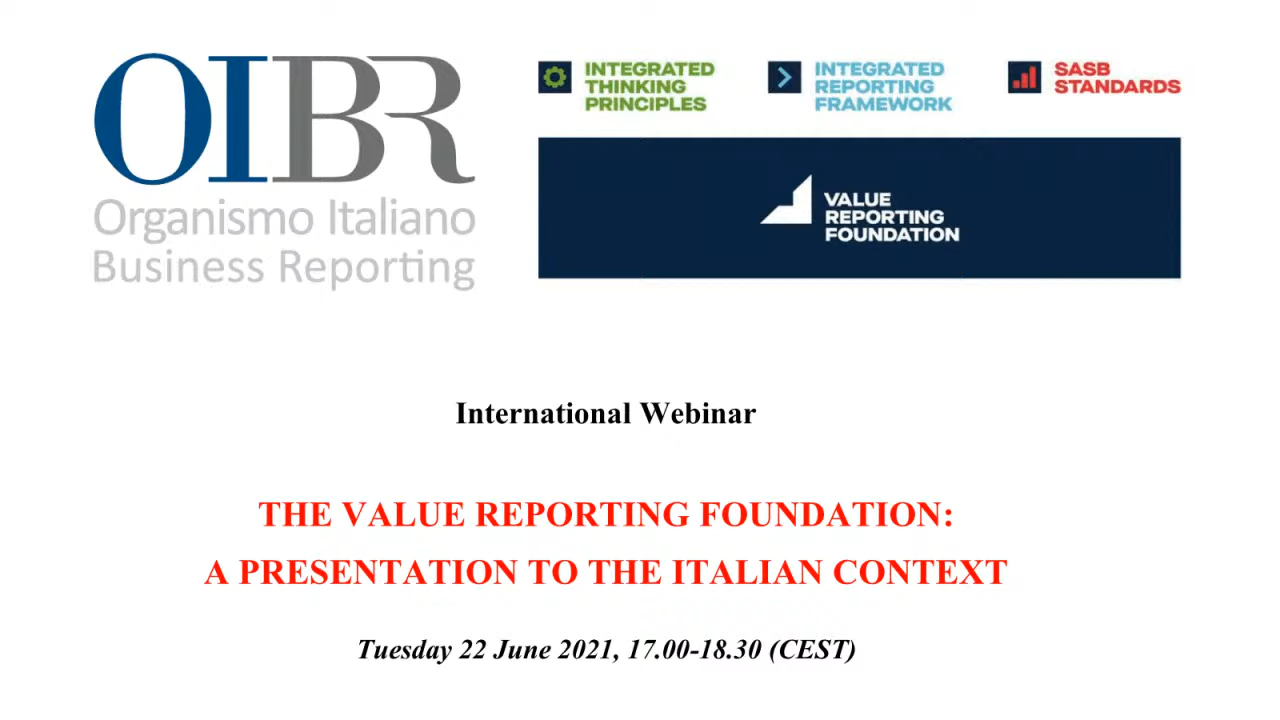 OIBR
Organismo Italiano
Business Reporting
INTEGRATED
THINKING
PRINCIPLES
INTEGRATED
REPORTING
FRAMEWORK
SASB
STANDARDS
VALUE
REPORTING
FOUNDATION
International Webinar
THE VALUE REPORTING FOUNDATION:
A PRESENTATION TO THE ITALIAN CONTEXT
Tuesday 22 June 2021, 17.00-18.30 (CEST)